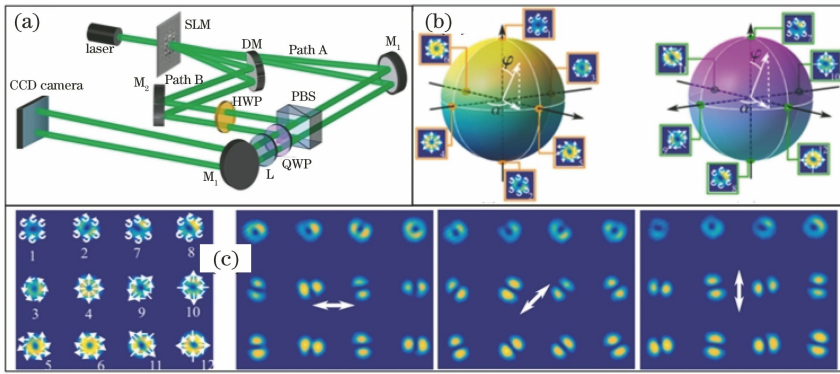 (a)
SLM
laser
DM
Path A
M1
CCD camera
M2
Path B
HWP
PBS
QWP
L
M1
(b)
φ
α
φ
α
(c)
1 2 7 8
3 4 9 10
5 6 11 12